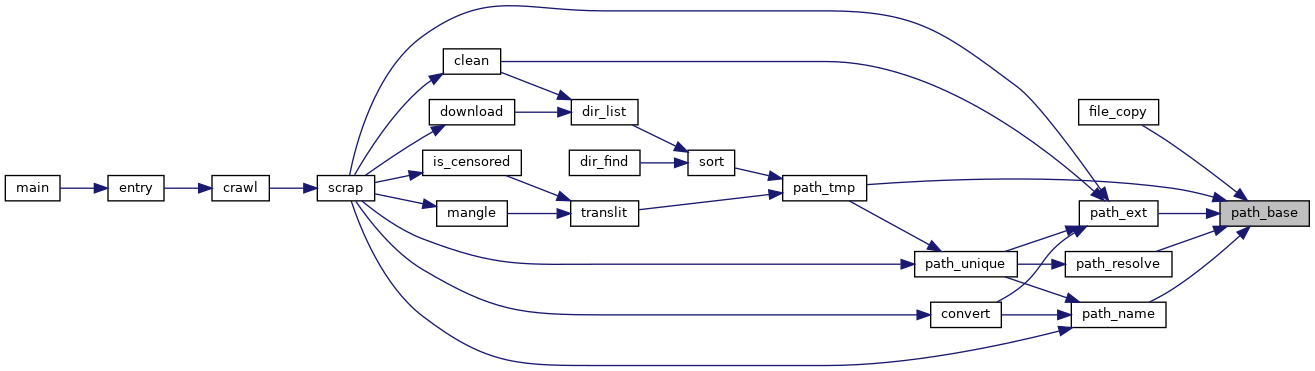 main
entry
crawl
scrap
clean
download
is_censored
mangle
dir_list
dir_find
translit
sort
path_tmp
path_unique
convert
file_copy
path_ext
path_resolve
path_name
path_base